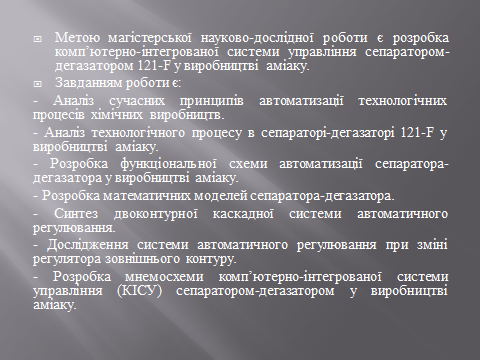 Метою магістерської науково-дослідної роботи є розробка
комп’ютерно-інтегрованої системи управління сепаратором-
дегазатором 121-F у виробництві аміаку.
Завданням роботи є:
- Аналіз сучасних принципів автоматизації технологічних
процесів хімічних виробництв.
- Аналіз технологічного процесу в сепараторі-дегазаторі 121-F у
виробництві аміаку.
- Розробка функціональної схеми автоматизації сепаратора-
дегазатора у виробництві аміаку.
- Розробка математичних моделей сепаратора-дегазатора.
- Синтез двоконтурної каскадної системи автоматичного
регулювання.
- Дослідження системи автоматичного регулювання при зміні
регулятора зовнішнього контуру.
- Розробка мнемосхеми комп’ютерно-інтегрованої системи
управління (КІСУ) сепаратором-дегазатором у виробництві
аміаку.